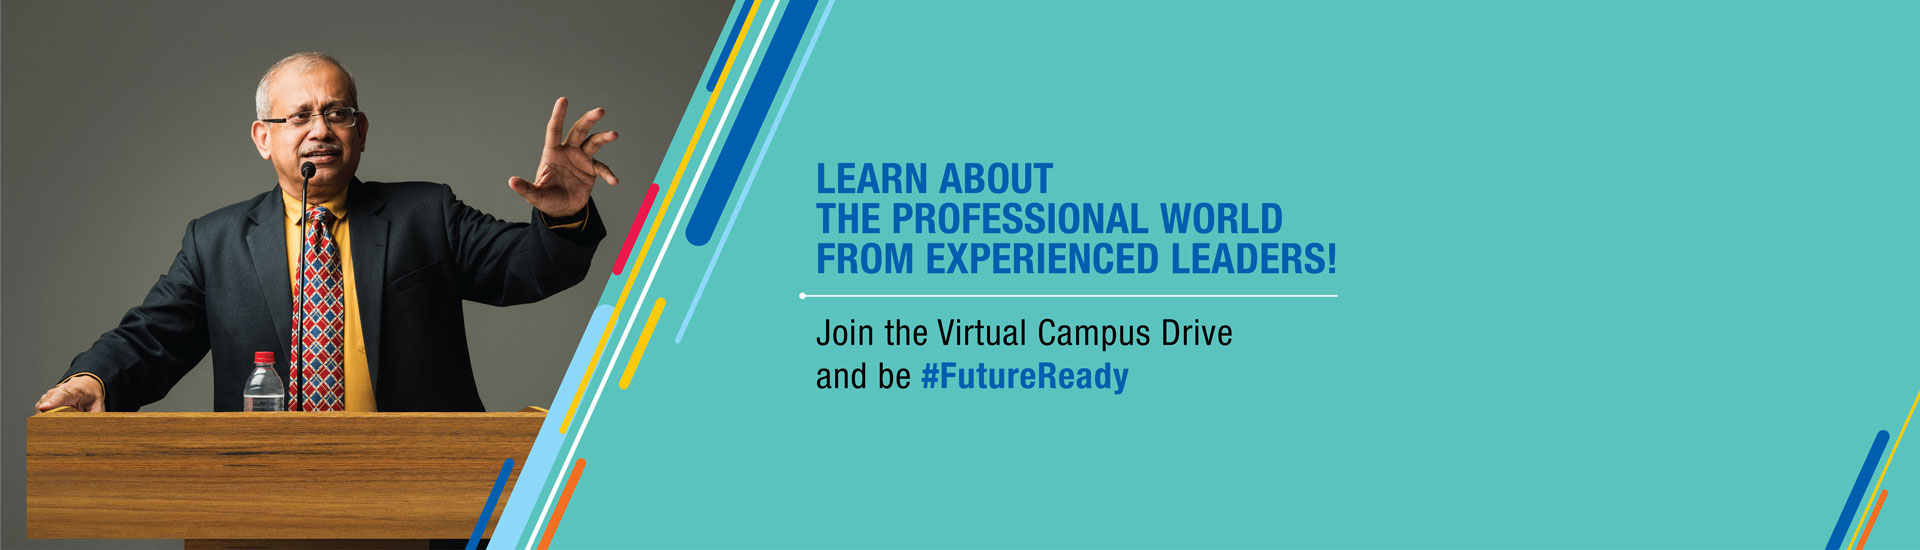 LEARN ABOUT
THE PROFESSIONAL WORLD
FROM EXPERIENCED LEADERS!
Join the Virtual Campus Drive
and be #FutureReady